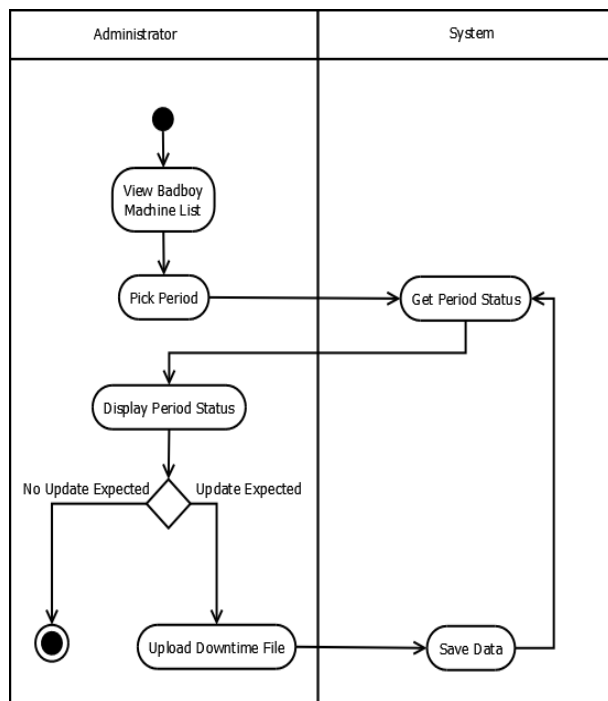 Administrator
System
View Badboy
Machine List
Pick Period
Get Period Status
Display Period Status
No Update Expected
Update Expected
Upload Downtime File
Save Data